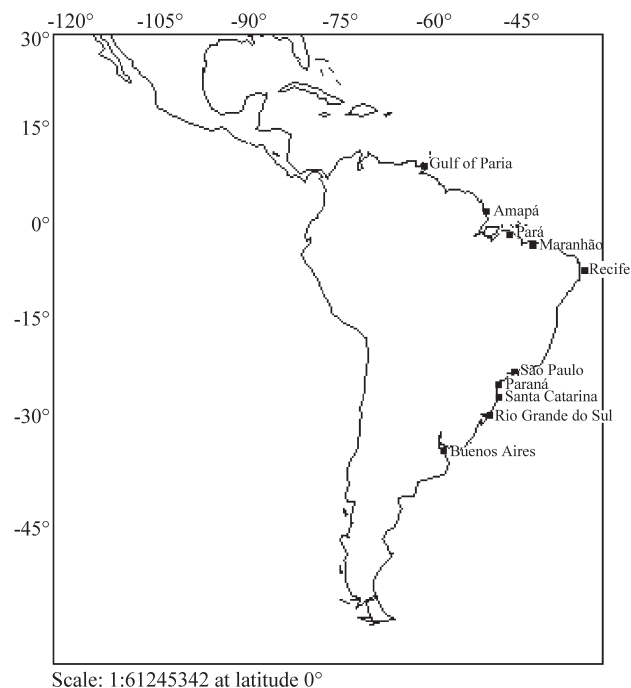 -120° -105° -90° -75° -60° -45°
30°
15°
Gulf of Paria
Amapá
0°
Pará
Maranhão
Recife
-15°
São Paulo
Paraná
Santa Catarina
-30°
Rio Grande do Sul
Buenos Aires
-45°
Scale: 1:61245342 at latitude 0°